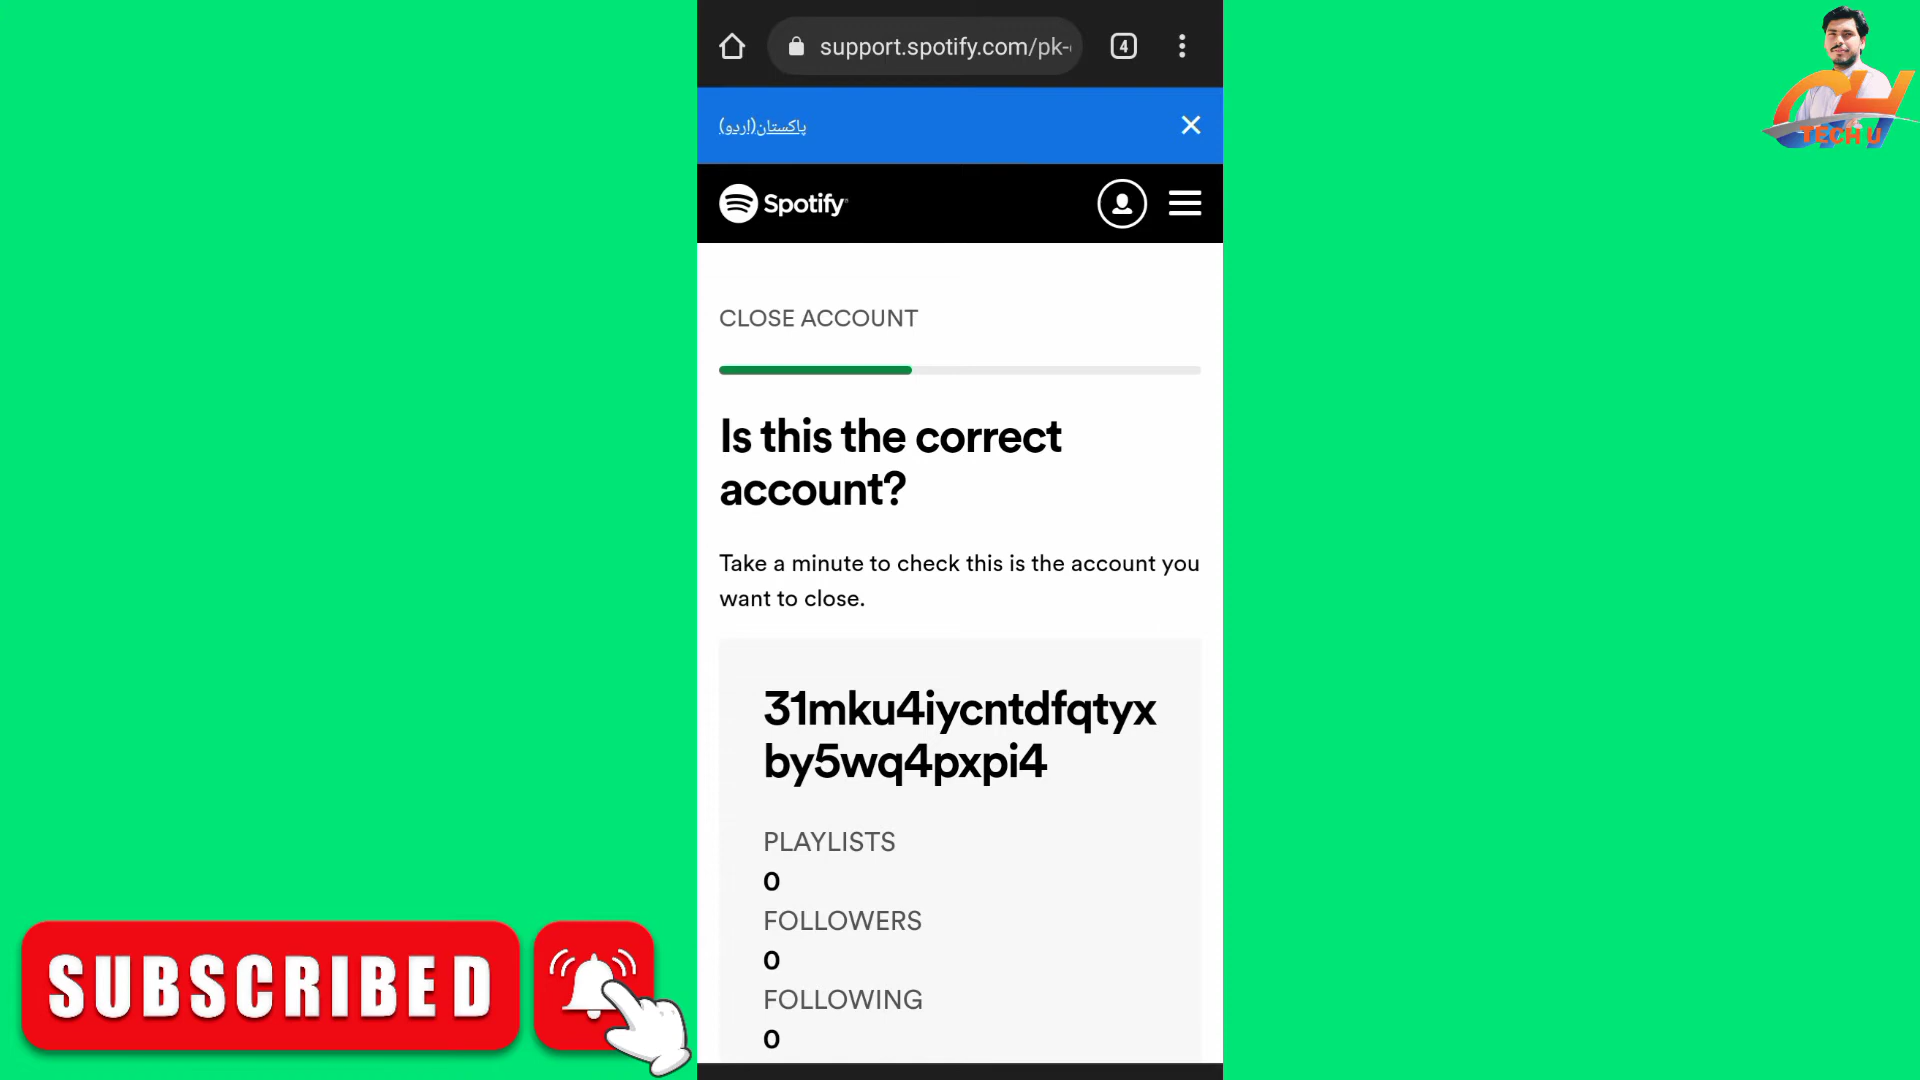 support.spotify.com/pk-
4
پاکستان(اردو)
Spotify
CLOSE ACCOUNT
Is this the correct
account?
Take a minute to check this is the account you
want to close.
31mku4iycntdfqtyx
by5wq4pxpi4
PLAYLISTS
0
FOLLOWERS
0
FOLLOWING
0
SUBSCRIBED
TECH U